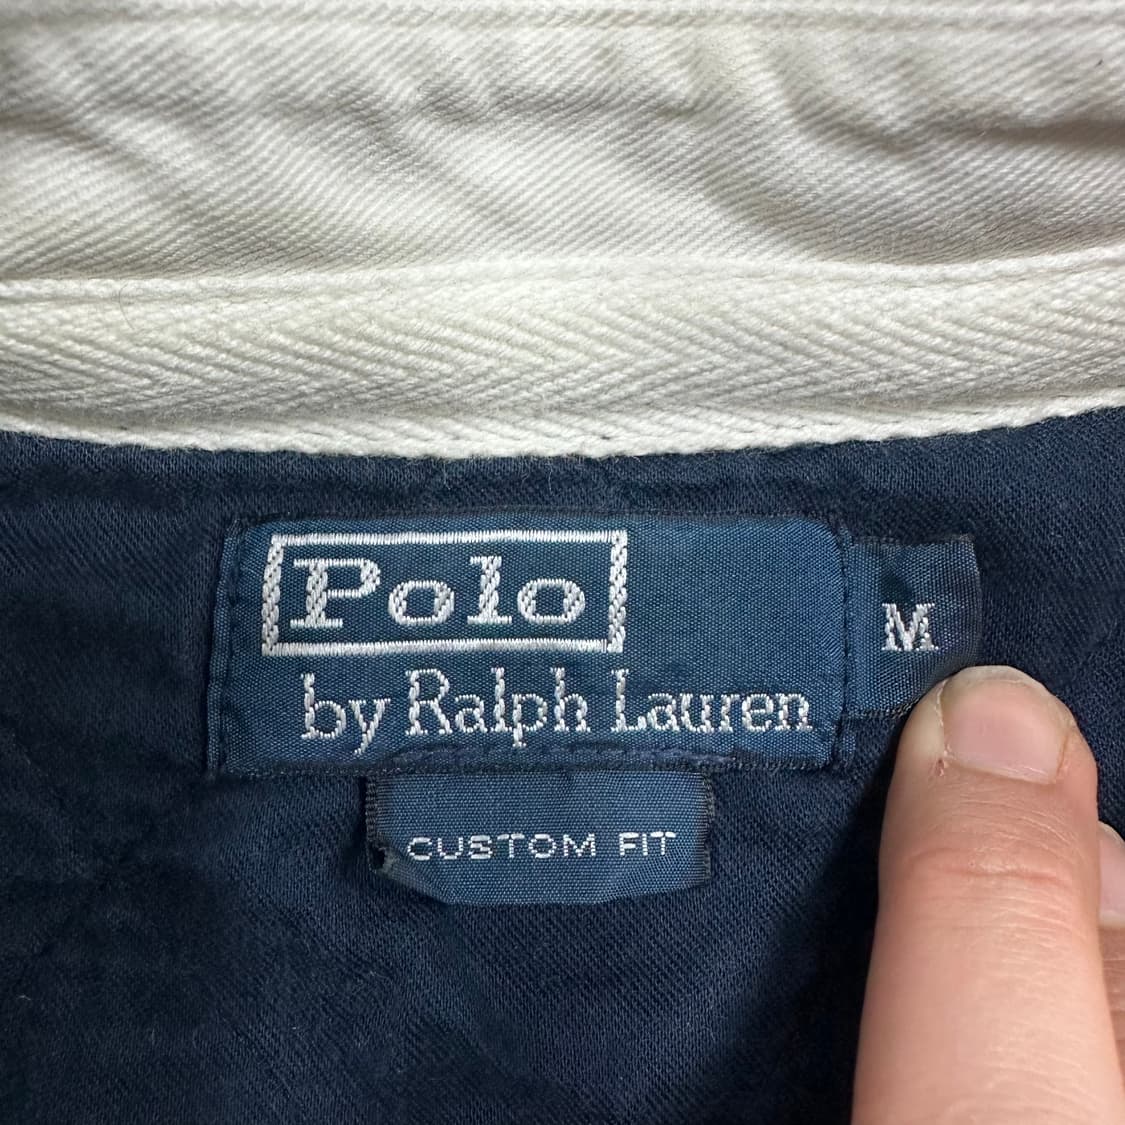 Polo
by Ralph Lauren
M
CUSTOM FIT